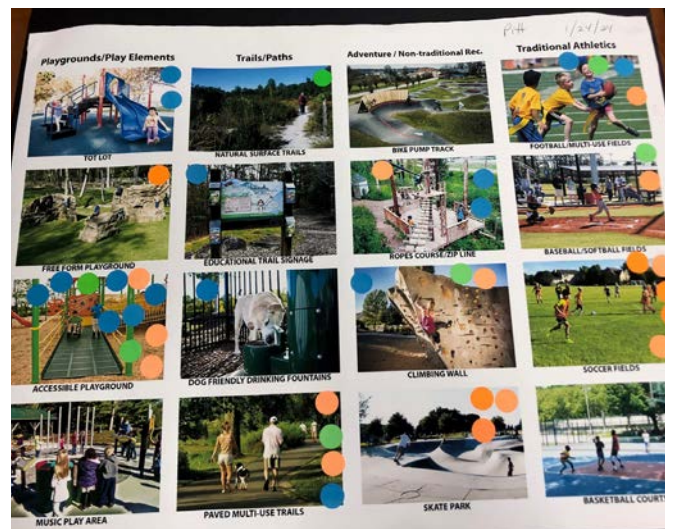 Pitt 1/24/24
Playgrounds/Play Elements
Trails/Paths
Adventure / Non-traditional Rec.
Traditional Athletics
TOT LOT
NATURAL SURFACE TRAILS
BIKE PUMP TRACK
FOOTBALL/MULTI-USE FIELDS
FREE FORM PLAYGROUND
EDUCATIONAL TRAIL SIGNAGE
ROPES COURSE/ZIP LINE
BASEBALL/SOFTBALL FIELDS
ACCESSIBLE PLAYGROUND
DOG FRIENDLY DRINKING FOUNTAINS
CLIMBING WALL
SOCCER FIELDS
MUSIC PLAY AREA
PAVED MULTI-USE TRAILS
SKATE PARK
BASKETBALL COURTS